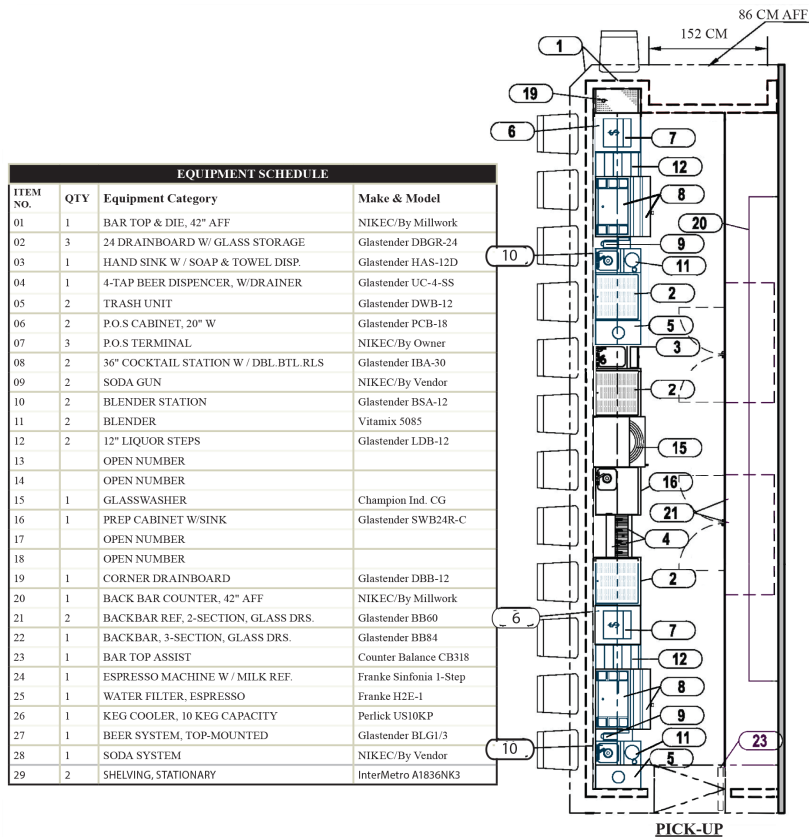 EQUIPMENT SCHEDULE
ITEM NO. QTY Equipment Category Make & Model
01 1 BAR TOP & DIE, 42" AFF NIKEC/By Millwork
02 3 24 DRAINBOARD W/ GLASS STORAGE Glastender DBGR-24
03 1 HAND SINK W / SOAP & TOWEL DISP. Glastender HAS-12D
04 1 4-TAP BEER DISPENCER, W/DRAINER Glastender UC-4-SS
05 2 TRASH UNIT Glastender DWB-12
06 2 P.O.S CABINET, 20" W Glastender PCB-18
07 3 P.O.S TERMINAL NIKEC/By Owner
08 2 36" COCKTAIL STATION W / DBL.BTL.RLS Glastender IBA-30
09 2 SODA GUN NIKEC/By Vendor
10 2 BLENDER STATION Glastender BSA-12
11 2 BLENDER Vitamix 5085
12 2 12" LIQUOR STEPS Glastender LDB-12
13 OPEN NUMBER
14 OPEN NUMBER
15 1 GLASSWASHER Champion Ind. CG
16 1 PREP CABINET W/SINK Glastender SWB24R-C
17 OPEN NUMBER
18 OPEN NUMBER
19 1 CORNER DRAINBOARD Glastender DBB-12
20 1 BACK BAR COUNTER, 42" AFF NIKEC/By Millwork
21 2 BACKBAR REF, 2-SECTION, GLASS DRS. Glastender BB60
22 1 BACKBAR, 3-SECTION, GLASS DRS. Glastender BB84
23 1 BAR TOP ASSIST Counter Balance CB318
24 1 ESPRESSO MACHINE W / MILK REF. Franke Sinfonia 1-Step
25 1 WATER FILTER, ESPRESSO Franke H2E-1
26 1 KEG COOLER, 10 KEG CAPACITY Perlick US10KP
27 1 BEER SYSTEM, TOP-MOUNTED Glastender BLG1/3
28 1 SODA SYSTEM NIKEC/By Vendor
29 2 SHELVING, STATIONARY InterMetro A1836NK3
86 CM AFF
152 CM
1
19
6
$
7
12
8
20
9
10
11
2
5
3
2
15
16
21
4
2
6
$
7
12
8
9
10
11
23
5
PICK-UP